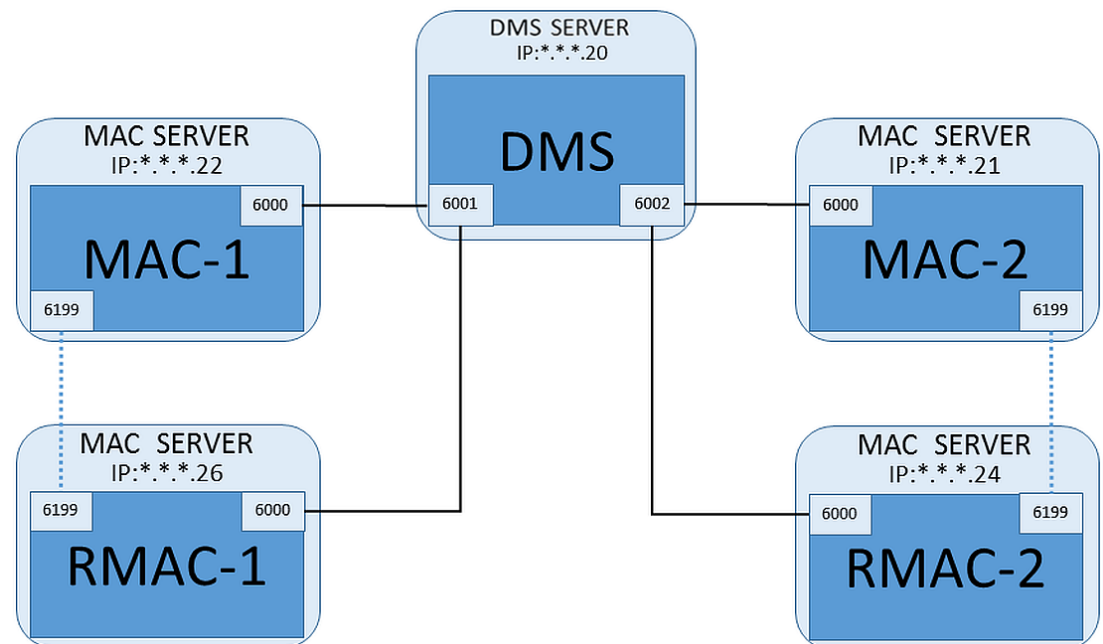 DMS SERVER
IP:*.*.*.20
DMS
6001
6002
MAC SERVER
IP:*.*.*.22
6000
MAC-1
6199
MAC SERVER
IP:*.*.*.21
6000
MAC-2
6199
MAC SERVER
IP:*.*.*.26
6199
6000
RMAC-1
MAC SERVER
IP:*.*.*.24
6000
6199
RMAC-2